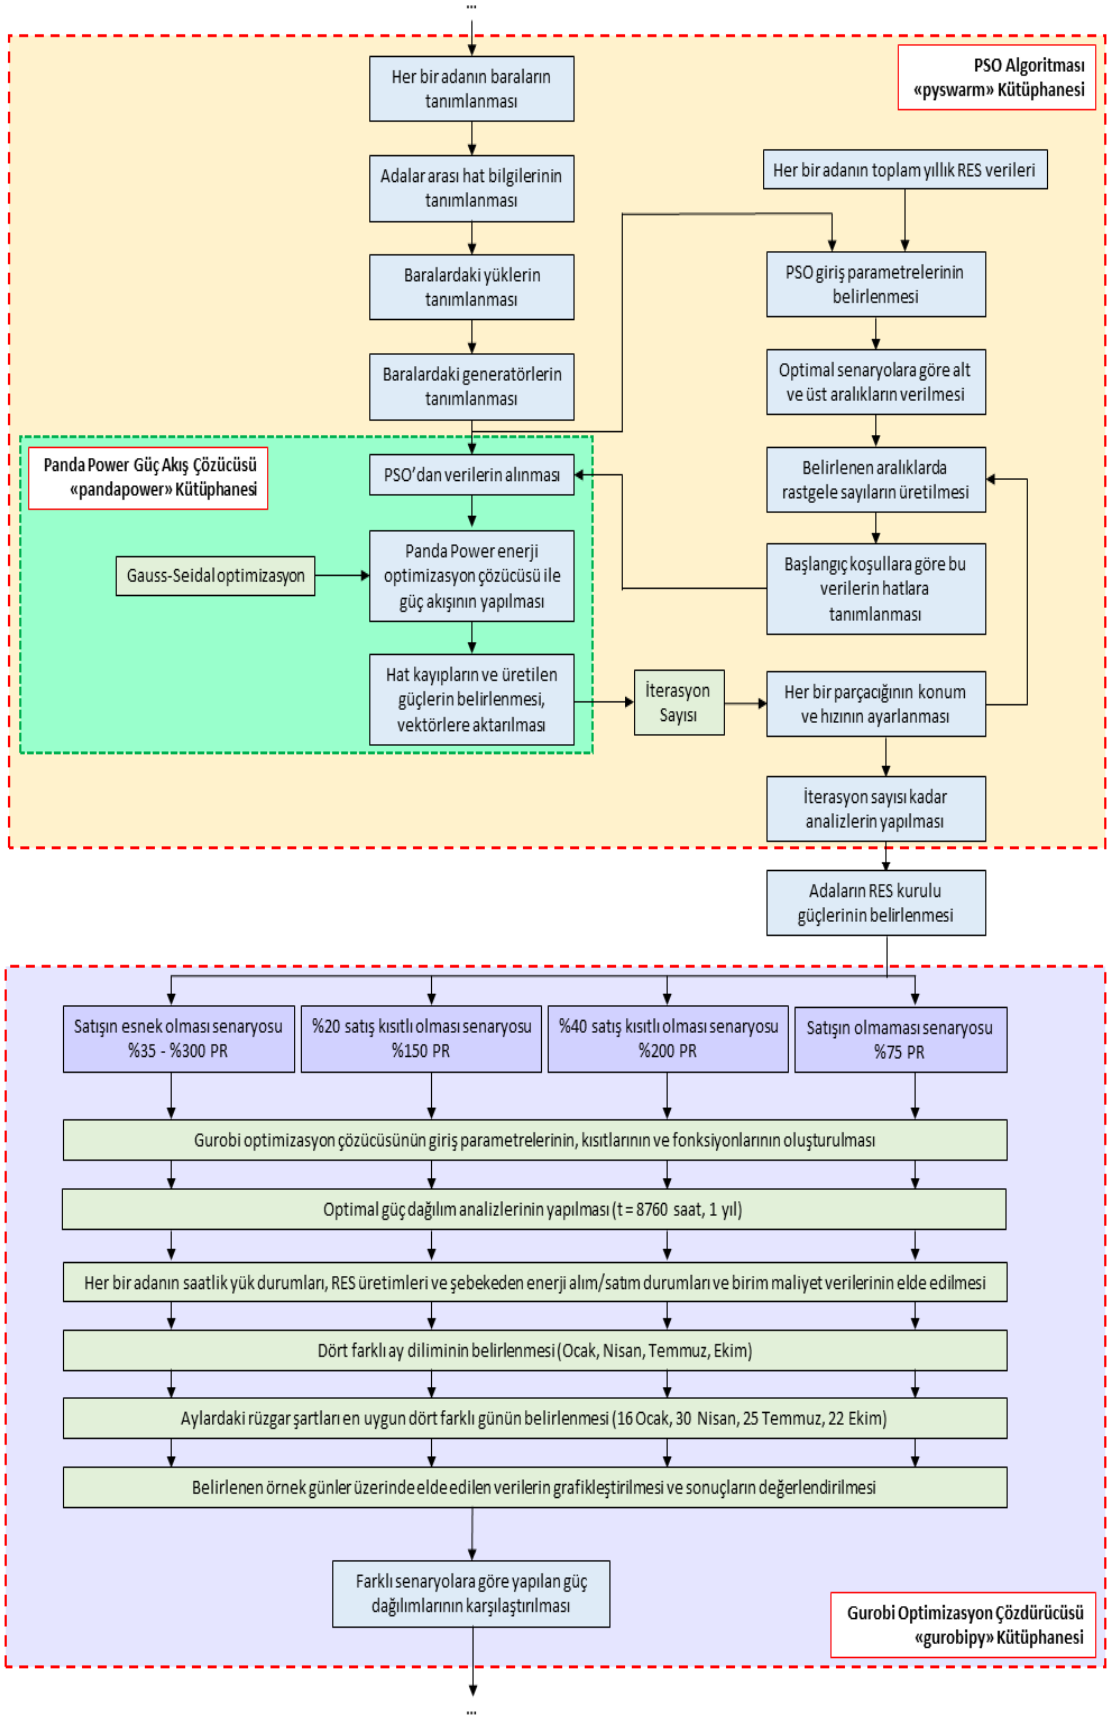 ...
PSO Algoritması
«pyswarm» Kütüphanesi
Her bir adanın baraların
tanımlanması
Adalar arası hat bilgilerinin
tanımlanması
Her bir adanın toplam yıllık RES verileri
Baralardaki yüklerin
tanımlanması
PSO giriş parametrelerinin
belirlenmesi
Baralardaki generatörlerin
tanımlanması
Optimal senaryolara göre alt
ve üst aralıkların verilmesi
Panda Power Güç Akış Çözücüsü
«pandapower» Kütüphanesi
PSO'dan verilerin alınması
Belirlenen aralıklarda
rastgele sayıların üretilmesi
Gauss-Seidal optimizasyon
Panda Power enerji
optimizasyon çözücüsü ile
güç akışının yapılması
Başlangıç koşullara göre bu
verilerin hatlara
tanımlanması
Hat kayıpların ve üretilen
güçlerin belirlenmesi,
vektörlere aktarılması
İterasyon
Sayısı
Her bir parçacığının konum
ve hızının ayarlanması
İterasyon sayısı kadar
analizlerin yapılması
Adaların RES kurulu
güçlerinin belirlenmesi
Satışın esnek olması senaryosu
%35 - %300 PR
%20 satış kısıtlı olması senaryosu
%150 PR
%40 satış kısıtlı olması senaryosu
%200 PR
Satışın olmaması senaryosu
%75 PR
Gurobi optimizasyon çözücüsünün giriş parametrelerinin, kısıtlarının ve fonksiyonlarının oluşturulması
Optimal güç dağılım analizlerinin yapılması (t = 8760 saat, 1 yıl)
Her bir adanın saatlik yük durumları, RES üretimleri ve şebekeden enerji alım/satım durumları ve birim maliyet verilerinin elde edilmesi
Dört farklı ay diliminin belirlenmesi (Ocak, Nisan, Temmuz, Ekim)
Aylardaki rüzgar şartları en uygun dört farklı günün belirlenmesi (16 Ocak, 30 Nisan, 25 Temmuz, 22 Ekim)
Belirlenen örnek günler üzerinde elde edilen verilerin grafikleştirilmesi ve sonuçların değerlendirilmesi
Farklı senaryolara göre yapılan güç
dağılımlarının karşılaştırılması
Gurobi Optimizasyon Çözdürücüsü
«gurobipy» Kütüphanesi
...